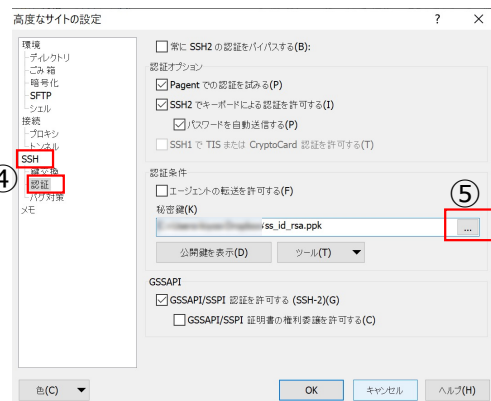 高度なサイトの設定
?
×
環境
ディレクトリ
ごみ箱
暗号化
SFTP
シェル
接続
プロキシ
トンネル
SSH
鍵交換
④
認証
バグ対策
メモ
常に SSH2 の認証をバイパスする(B):
認証オプション
Pagent での認証を試みる(P)
SSH2 でキーボードによる認証を許可する(I)
パスワードを自動送信する(P)
SSH1 で TIS または CryptoCard 認証を許可する(T)
認証条件
エージェントの転送を許可する(F)
⑤
秘密鍵(K)
ss_id_rsa.ppk
...
公開鍵を表示(D)
ツール(T)
GSSAPI
GSSAPI/SSPI 認証を許可する (SSH-2)(G)
GSSAPI/SSPI 証明書の権利委譲を許可する(C)
色(C)
OK
キャンセル
ヘルプ(H)